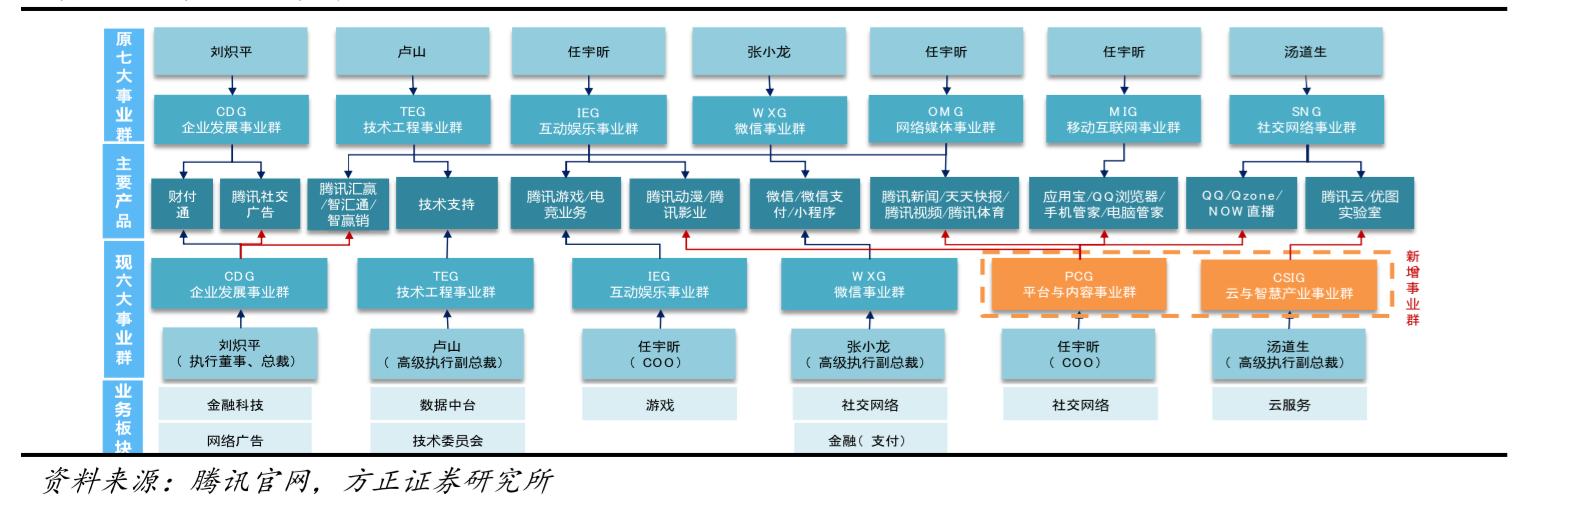 原七大事业群
刘炽平
卢山
任宇昕
张小龙
任宇昕
任宇昕
汤道生
CDG
企业发展事业群
TEG
技术工程事业群
IEG
互动娱乐事业群
WXG
微信事业群
OMG
网络媒体事业群
MIG
移动互联网事业群
SNG
社交网络事业群
主要产品
财付
通
腾讯社交
广告
腾讯汇赢
/智汇通/
智赢销
技术支持
腾讯游戏/电
竞业务
腾讯动漫/腾
讯影业
微信/微信支
付/小程序
腾讯新闻/天天快报/
腾讯视频/腾讯体育
应用宝/QQ浏览器/
手机管家/电脑管家
QQ/Qzone/
NOW直播
腾讯云/优图
实验室
现六大事业群
CDG
企业发展事业群
TEG
技术工程事业群
IEG
互动娱乐事业群
WXG
微信事业群
PCG
平台与内容事业群
CSIG
云与智慧产业事业群
新增事业群
刘炽平
（执行董事、总裁）
卢山
（高级执行副总裁）
任宇昕
（COO）
张小龙
（高级执行副总裁）
任宇昕
（COO）
汤道生
（高级执行副总裁）
业务板块
金融科技
数据中台
游戏
社交网络
社交网络
云服务
网络广告
技术委员会
金融（支付）
资料来源：腾讯官网，方正证券研究所